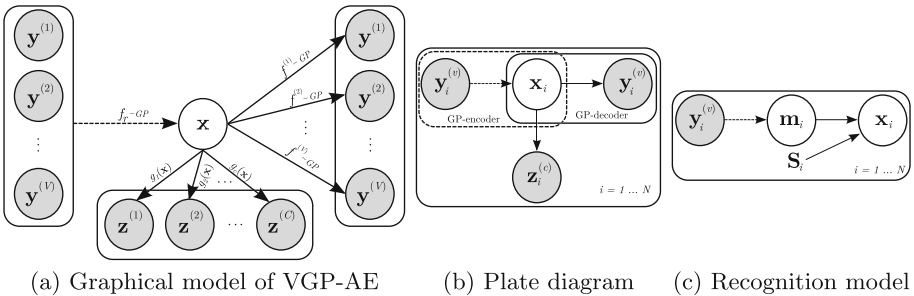 y^(1)
y^(2)
⋮
y^(V)
f_r-GP
x
f^(1)-GP
f^(2)-GP
⋮
f^(V)-GP
y^(1)
y^(2)
⋮
y^(V)
g_1(x)
g_2(x)
...
g_c(x)
z^(1)
z^(2)
...
z^(C)
(a) Graphical model of VGP-AE
y_i^(v)
x_i
y_i^(v)
GP-encoder
GP-decoder
z_i^(c)
i = 1 ... N
(b) Plate diagram
y_i^(v)
m_i
x_i
S_i
i = 1 ... N
(c) Recognition model